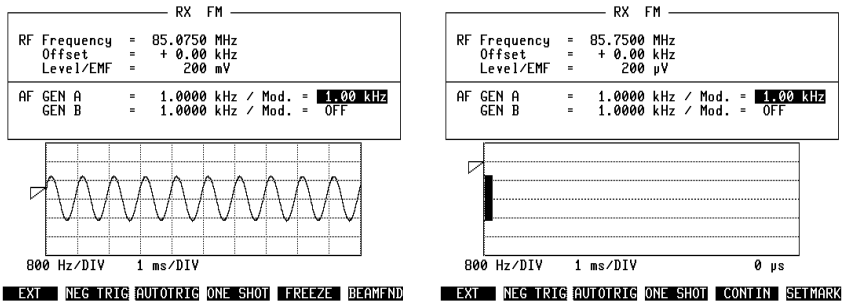 RX FM
RF Frequency = 85.0750 MHz
Offset = + 0.00 kHz
Level/EMF = 200 mV
AF GEN A = 1.0000 kHz / Mod. = 1.00 kHz
GEN B = 1.0000 kHz / Mod. = OFF
800 Hz/DIV 1 ms/DIV
EXT NEG TRIG AUTOTRIG ONE SHOT FREEZE BEAMFND
RX FM
RF Frequency = 85.7500 MHz
Offset = + 0.00 kHz
Level/EMF = 200 µV
AF GEN A = 1.0000 kHz / Mod. = 1.00 kHz
GEN B = 1.0000 kHz / Mod. = OFF
800 Hz/DIV 1 ms/DIV 0 µs
EXT NEG TRIG AUTOTRIG ONE SHOT CONTIN SETMARK